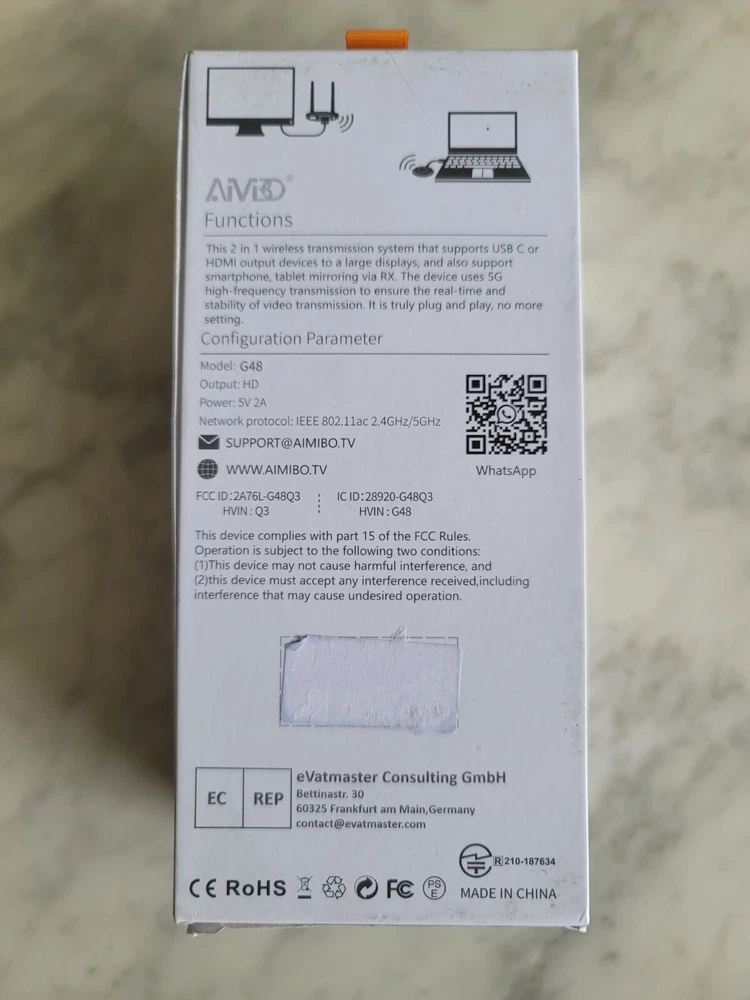 AIMIBO®
Functions
This 2 in 1 wireless transmission system that supports USB C or
HDMI output devices to a large displays, and also support
smartphone, tablet mirroring via RX. The device uses 5G
high-frequency transmission to ensure the real-time and
stability of video transmission. It is truly plug and play, no more
setting.
Configuration Parameter
Model: G48
Output: HD
Power: 5V 2A
Network protocol: IEEE 802.11ac 2.4GHz/5GHz
SUPPORT@AIMIBO.TV
WWW.AIMIBO.TV
WhatsApp
FCC ID:2A76L-G48Q3 IC ID:28920-G48Q3
HVIN : Q3 HVIN : G48
This device complies with part 15 of the FCC Rules.
Operation is subject to the following two conditions:
(1)This device may not cause harmful interference, and
(2)this device must accept any interference received,including
interference that may cause undesired operation.
EC REP
eVatmaster Consulting GmbH
Bettinastr. 30
60325 Frankfurt am Main,Germany
contact@evatmaster.com
R 210-187634
CE RoHS FC PS E MADE IN CHINA